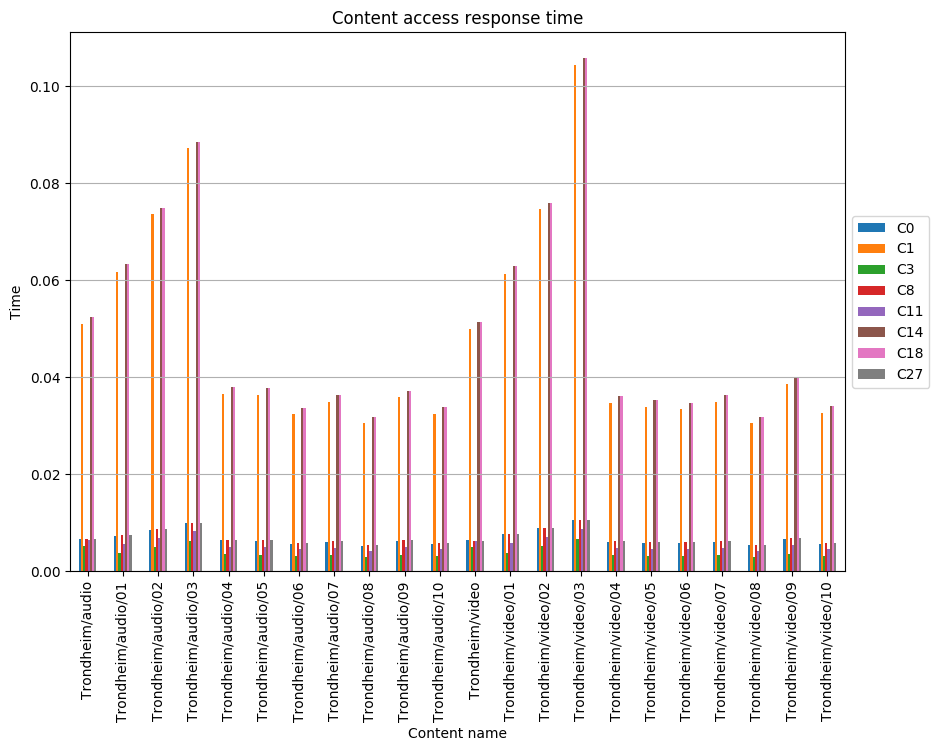 Content access response time
Time
0.10
0.08
0.06
0.04
0.02
0.00
Trondheim/audio
Trondheim/audio/01
Trondheim/audio/02
Trondheim/audio/03
Trondheim/audio/04
Trondheim/audio/05
Trondheim/audio/06
Trondheim/audio/07
Trondheim/audio/08
Trondheim/audio/09
Trondheim/audio/10
Trondheim/video
Trondheim/video/01
Trondheim/video/02
Trondheim/video/03
Trondheim/video/04
Trondheim/video/05
Trondheim/video/06
Trondheim/video/07
Trondheim/video/08
Trondheim/video/09
Trondheim/video/10
Content name
C0
C1
C3
C8
C11
C14
C18
C27